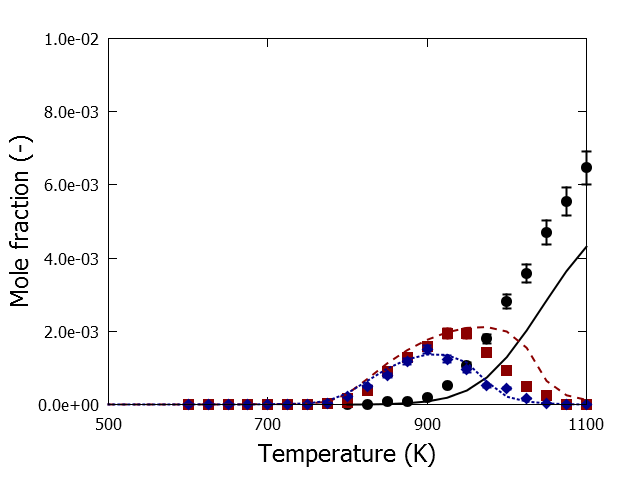 1.0e-02
8.0e-03
6.0e-03
4.0e-03
2.0e-03
0.0e+00
Mole fraction (-)
500
700
900
1100
Temperature (K)